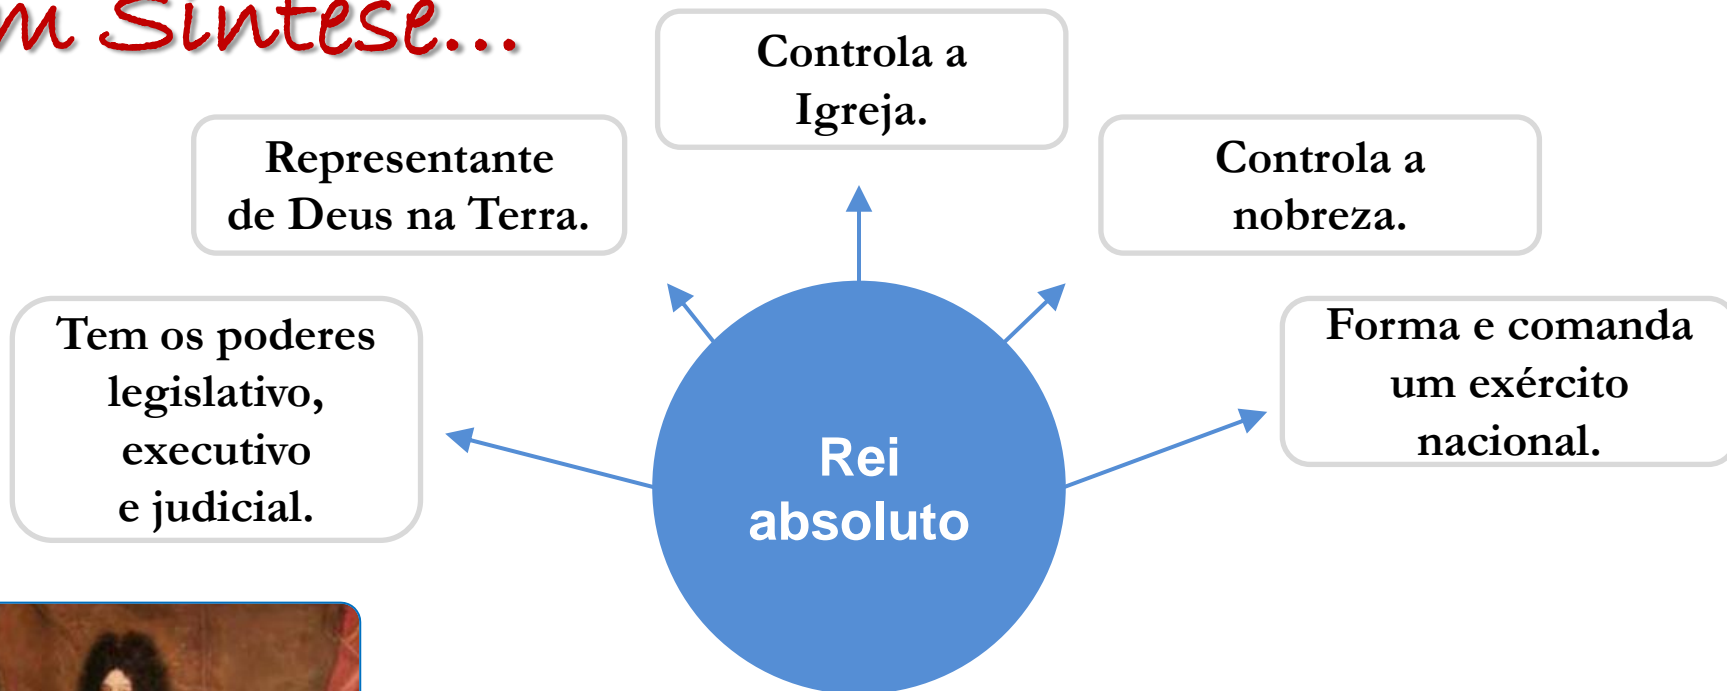 Síntese...
Controla a
Igreja.
Representante
de Deus na Terra.
Controla a
nobreza.
Tem os poderes
legislativo,
executivo
e judicial.
Forma e comanda
um exército
nacional.
Rei
absoluto